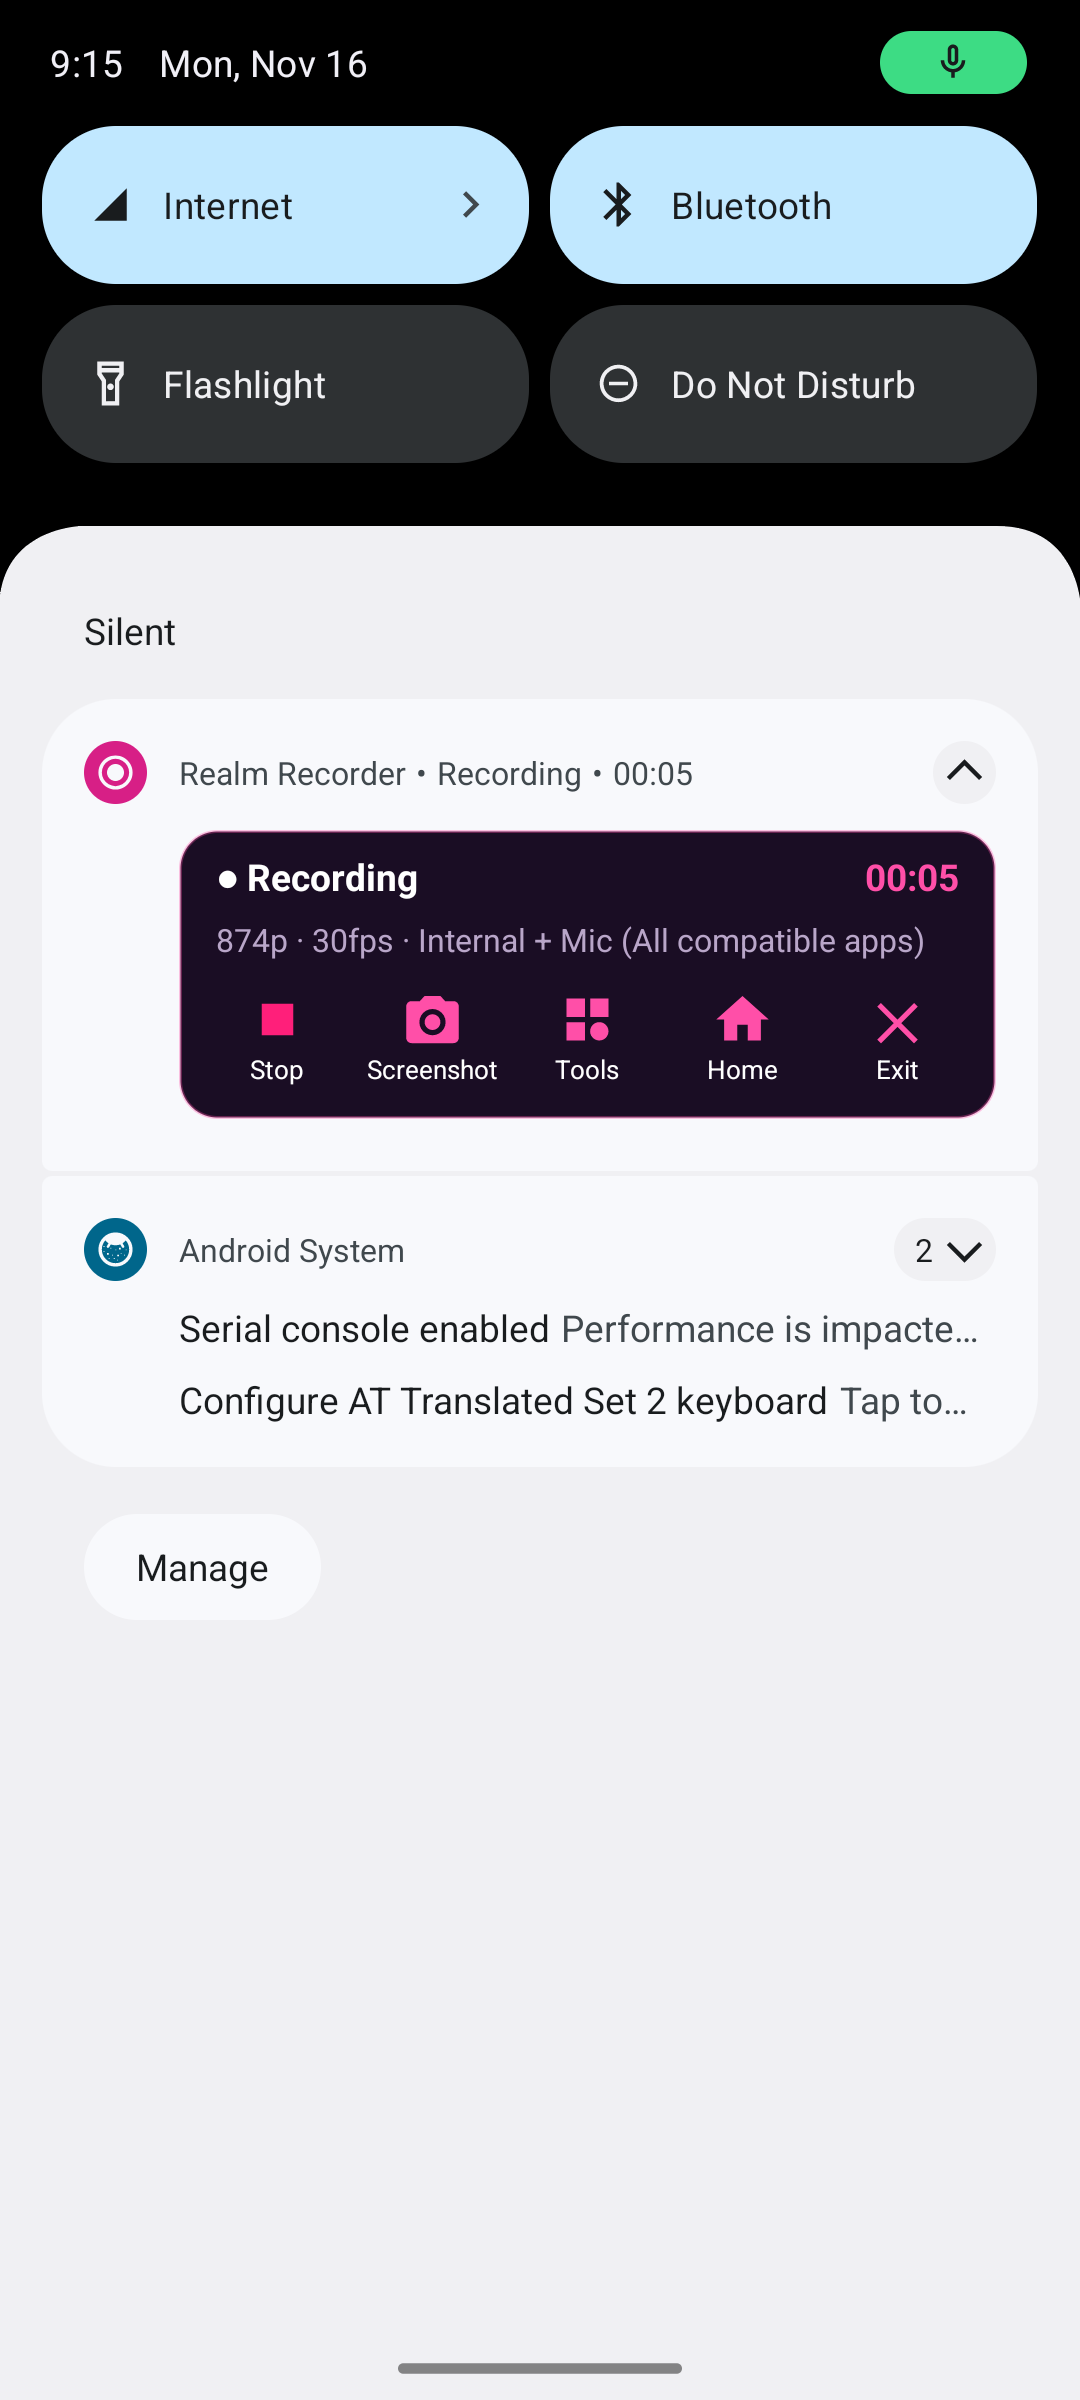 9:15 Mon, Nov 16
Internet
Bluetooth
Flashlight
Do Not Disturb
Silent
Realm Recorder • Recording • 00:05
● Recording 00:05
874p · 30fps · Internal + Mic (All compatible apps)
Stop Screenshot Tools Home Exit
Android System 2
Serial console enabled Performance is impacte...
Configure AT Translated Set 2 keyboard Tap to...
Manage